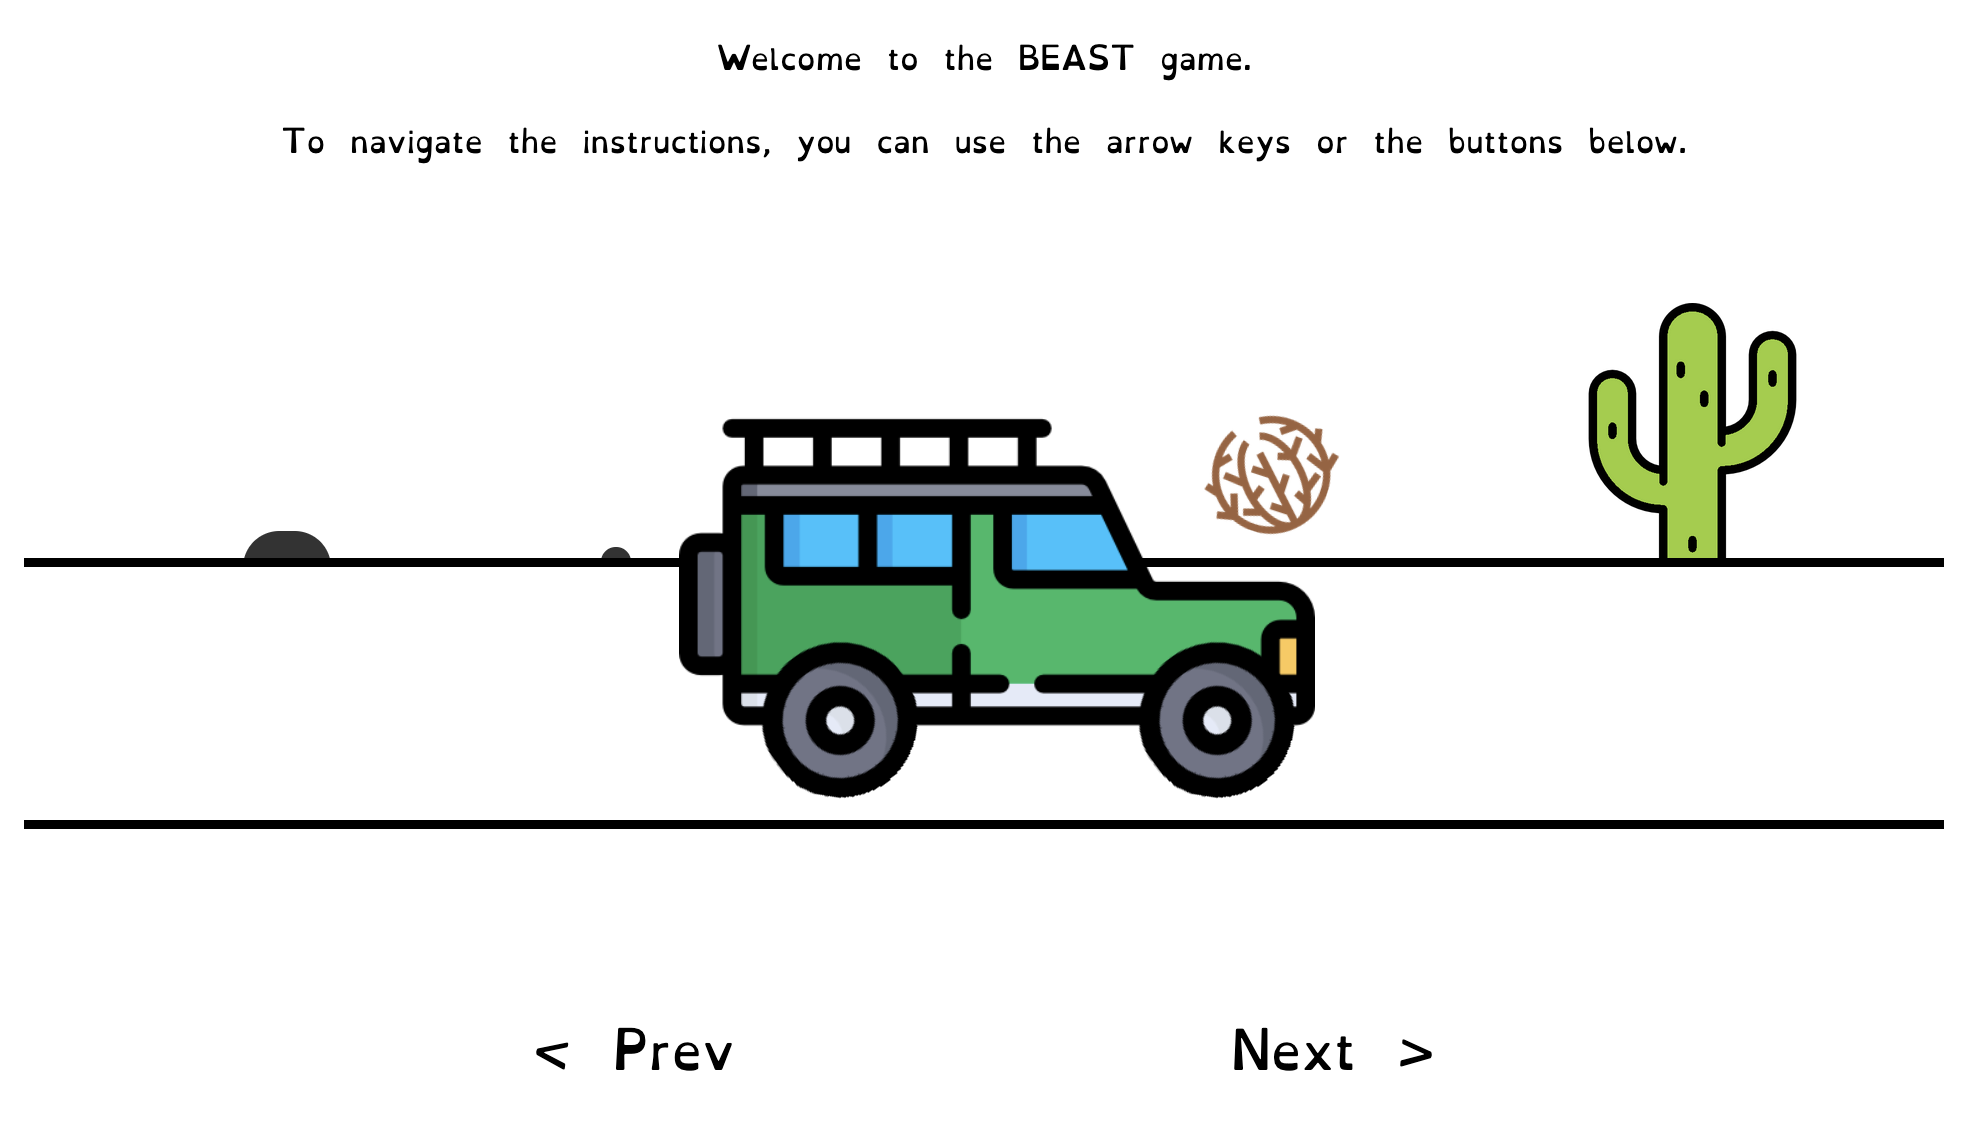 Welcome to the BEAST game.
To navigate the instructions, you can use the arrow keys or the buttons below.
< Prev
Next >